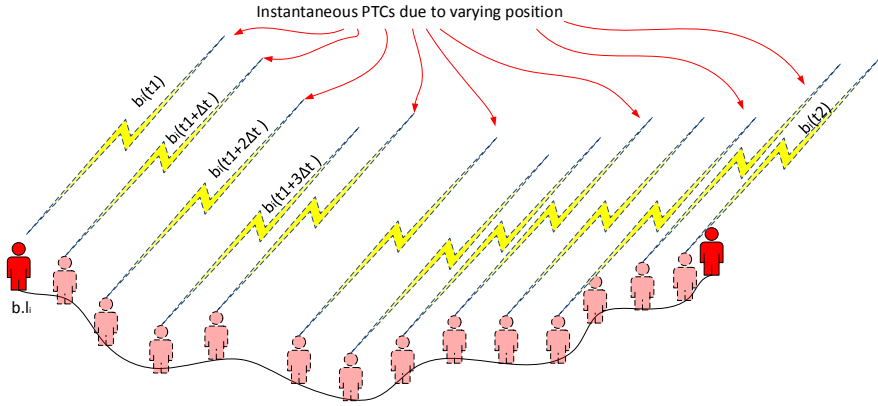 Instantaneous PTCs due to varying position
bᵢ(t1)
bᵢ(t1+Δt )
bᵢ(t1+2Δt )
bᵢ(t1+3Δt )
bᵢ(t2)
b.lᵢ